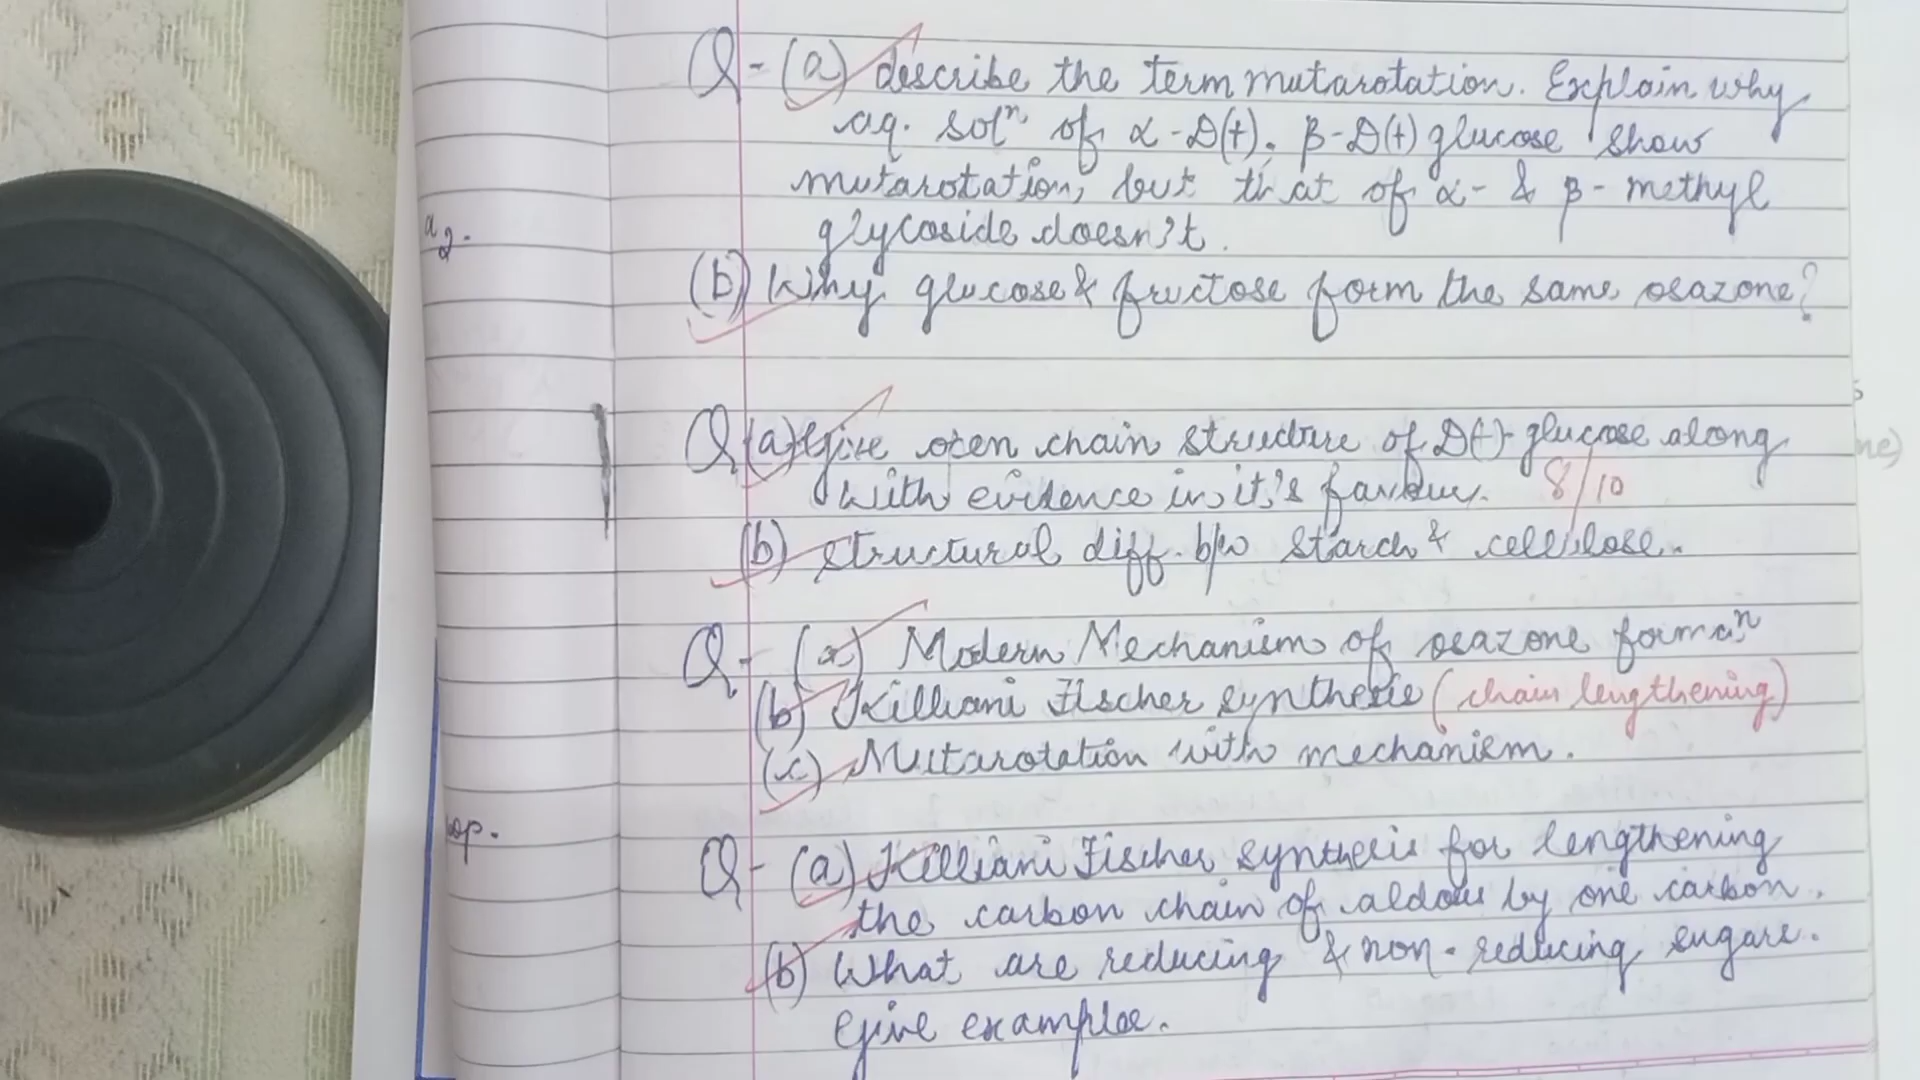 Q- (a) describe the term mutarotation. Explain why
aq. solⁿ of α-D(+), β-D(+) glucose show
mutarotation, but that of α- & β- methyl
glycoside doesn't.
(b) Why glucose & fructose form the same osazone?
Q (a) Give open chain structure of D(+)-glucose along
with evidence in it's favour. 8/10
(b) structural diff. b/w starch & cellulose.
Q- (a) Modern Mechanism of osazone formaⁿ
(b) Killiani Fischer synthesis (chain lengthening)
(c) Mutarotation with mechanism.
Q- (a) Killiani Fischer synthesis for lengthening
the carbon chain of aldose by one carbon.
(b) What are reducing & non-reducing sugars.
Give examples.